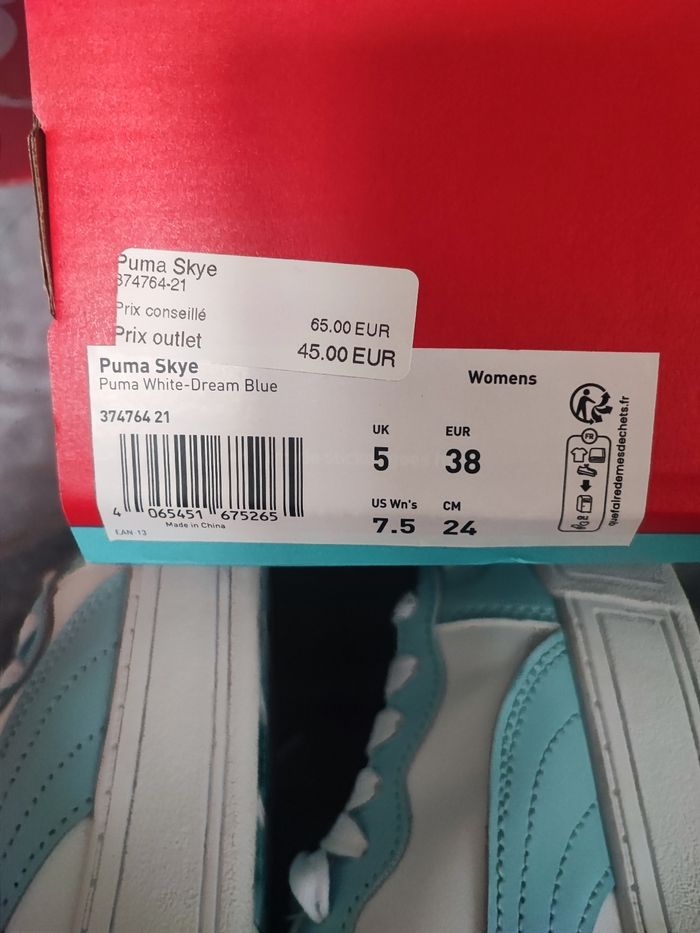 Puma Skye
374764-21
Prix conseillé
65.00 EUR
Prix outlet
45.00 EUR
Puma Skye
Puma White-Dream Blue
Womens
374764 21
UK
5
EUR
38
US Wn's
7.5
CM
24
4 065451 675265
Made in China
EAN-13
FR
quefairedemesdechets.fr